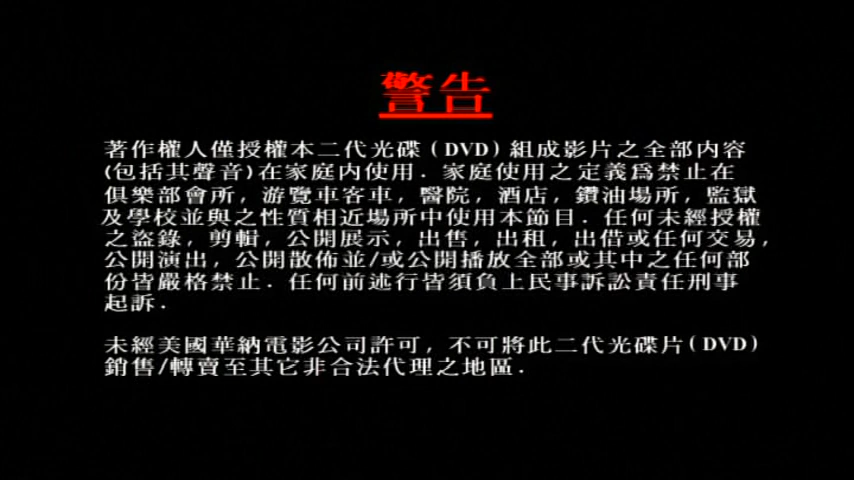 警告
著作權人僅授權本二代光碟(DVD)組成影片之全部内容
(包括其聲音)在家庭内使用.家庭使用之定義爲禁止在
俱樂部會所,游覽車客車,醫院,酒店,鑽油場所,監獄
及學校並與之性質相近場所中使用本節目.任何未經授權
之盜錄,剪輯,公開展示,出售,出租,出借或任何交易,
公開演出,公開散佈並/或公開播放全部或其中之任何部
份皆嚴格禁止.任何前述行皆須負上民事訴訟責任刑事
起訴.
未經美國華納電影公司許可,不可將此二代光碟片(DVD)
銷售/轉賣至其它非合法代理之地區.